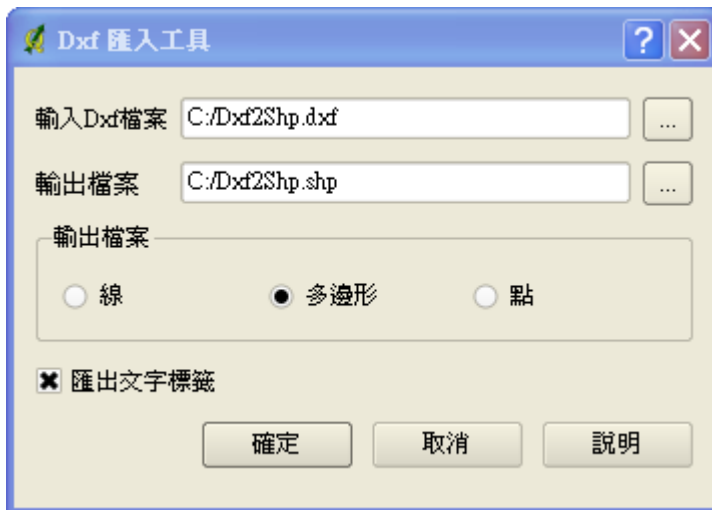 Dxf 匯入工具
輸入Dxf檔案 C:/Dxf2Shp.dxf ...
輸出檔案 C:/Dxf2Shp.shp ...
輸出檔案
線 多邊形 點
匯出文字標籤
確定 取消 說明